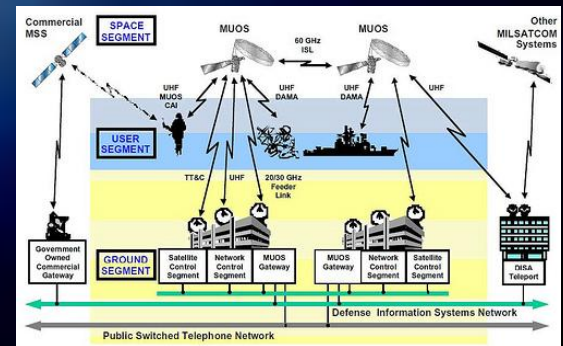 Commercial
MSS
SPACE
SEGMENT
MUOS
60 GHz
ISL
MUOS
Other
MILSATCOM
Systems
UHF
MUOS
CAI
UHF
DAMA
UHF
DAMA
UHF
USER
SEGMENT
TT&C
UHF
20/30 GHz
Feeder
Link
Government
Owned
Commercial
Gateway
GROUND
SEGMENT
Satellite
Control
Segment
Network
Control
Segment
MUOS
Gateway
MUOS
Gateway
Network
Control
Segment
Satellite
Control
Segment
DISA
Teleport
Defense Information Systems Network
Public Switched Telephone Network